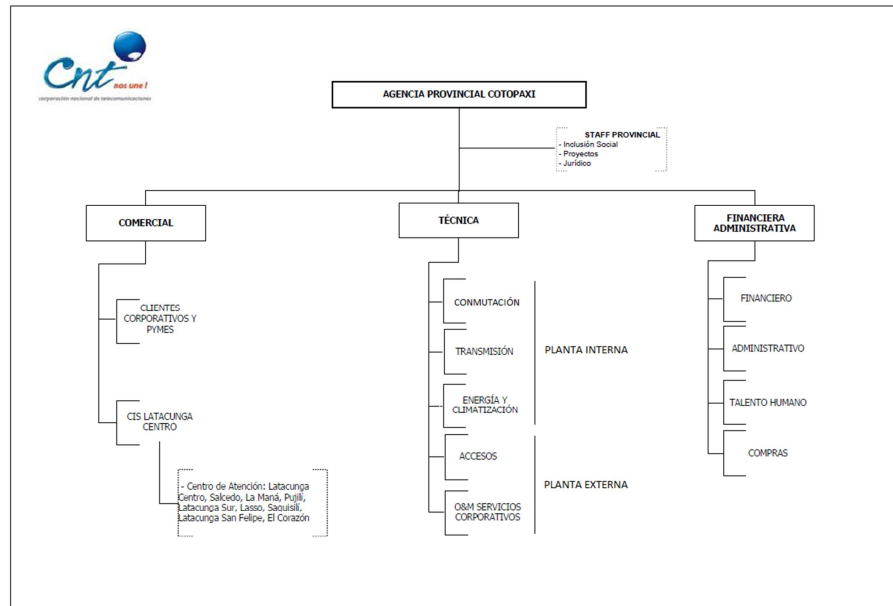 Cnt
nos une!
corporación nacional de telecomunicaciones
AGENCIA PROVINCIAL COTOPAXI
STAFF PROVINCIAL
- Inclusión Social
- Proyectos
- Jurídico
COMERCIAL
CLIENTES
CORPORATIVOS Y
PYMES
CIS LATACUNGA
CENTRO
- Centro de Atención: Latacunga
Centro, Salcedo, La Maná, Pujilí,
Latacunga Sur, Lasso, Saquisilí,
Latacunga San Felipe, El Corazón
TÉCNICA
CONMUTACIÓN
TRANSMISIÓN
ENERGÍA Y
CLIMATIZACIÓN
PLANTA INTERNA
ACCESOS
O&M SERVICIOS
CORPORATIVOS
PLANTA EXTERNA
FINANCIERA
ADMINISTRATIVA
FINANCIERO
ADMINISTRATIVO
TALENTO HUMANO
COMPRAS